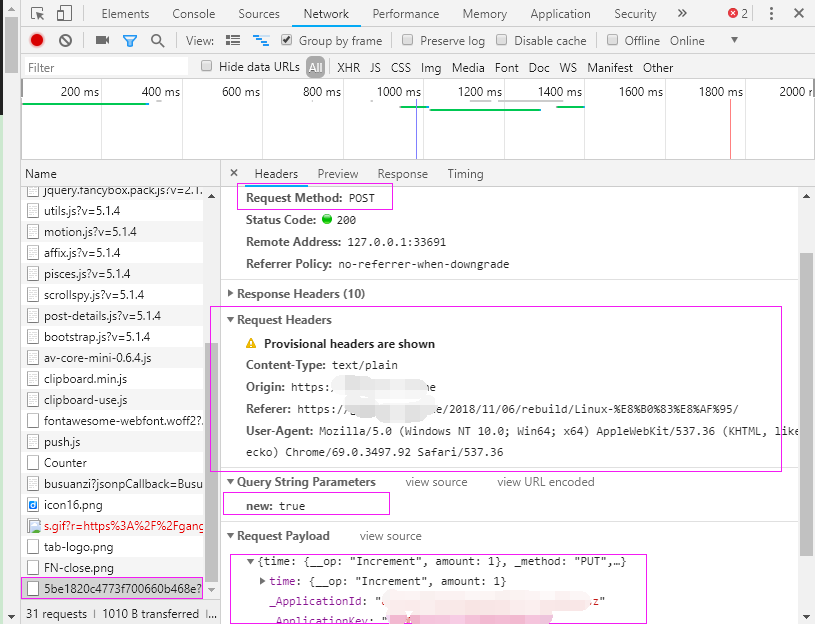 Elements Console Sources Network Performance Memory Application Security » 2
View: Group by frame Preserve log Disable cache Offline Online
Filter Hide data URLs All XHR JS CSS Img Media Font Doc WS Manifest Other
200 ms 400 ms 600 ms 800 ms 1000 ms 1200 ms 1400 ms 1600 ms 1800 ms 2000
Name
jquery.fancybox.pack.js?v=2.1.
utils.js?v=5.1.4
motion.js?v=5.1.4
affix.js?v=5.1.4
pisces.js?v=5.1.4
scrollspy.js?v=5.1.4
post-details.js?v=5.1.4
bootstrap.js?v=5.1.4
av-core-mini-0.6.4.js
clipboard.min.js
clipboard-use.js
fontawesome-webfont.woff2?
push.js
Counter
busuanzi?jsonpCallback=Busu
icon16.png
s.gif?r=https%3A%2F%2Fgang
tab-logo.png
FN-close.png
5be1820c4773f700660b468e?
31 requests | 1010 B transferred | ...
× Headers Preview Response Timing
Request Method: POST
Status Code: 200
Remote Address: 127.0.0.1:33691
Referrer Policy: no-referrer-when-downgrade
Response Headers (10)
Request Headers
Provisional headers are shown
Content-Type: text/plain
Origin: https:
Referer: https:/ /2018/11/06/rebuild/Linux-%E8%B0%83%E8%AF%95/
User-Agent: Mozilla/5.0 (Windows NT 10.0; Win64; x64) AppleWebKit/537.36 (KHTML, like
ecko) Chrome/69.0.3497.92 Safari/537.36
Query String Parameters view source view URL encoded
new: true
Request Payload view source
{time: {__op: "Increment", amount: 1}, _method: "PUT",…}
time: {__op: "Increment", amount: 1}
_ApplicationId: "
_ApplicationKey: "